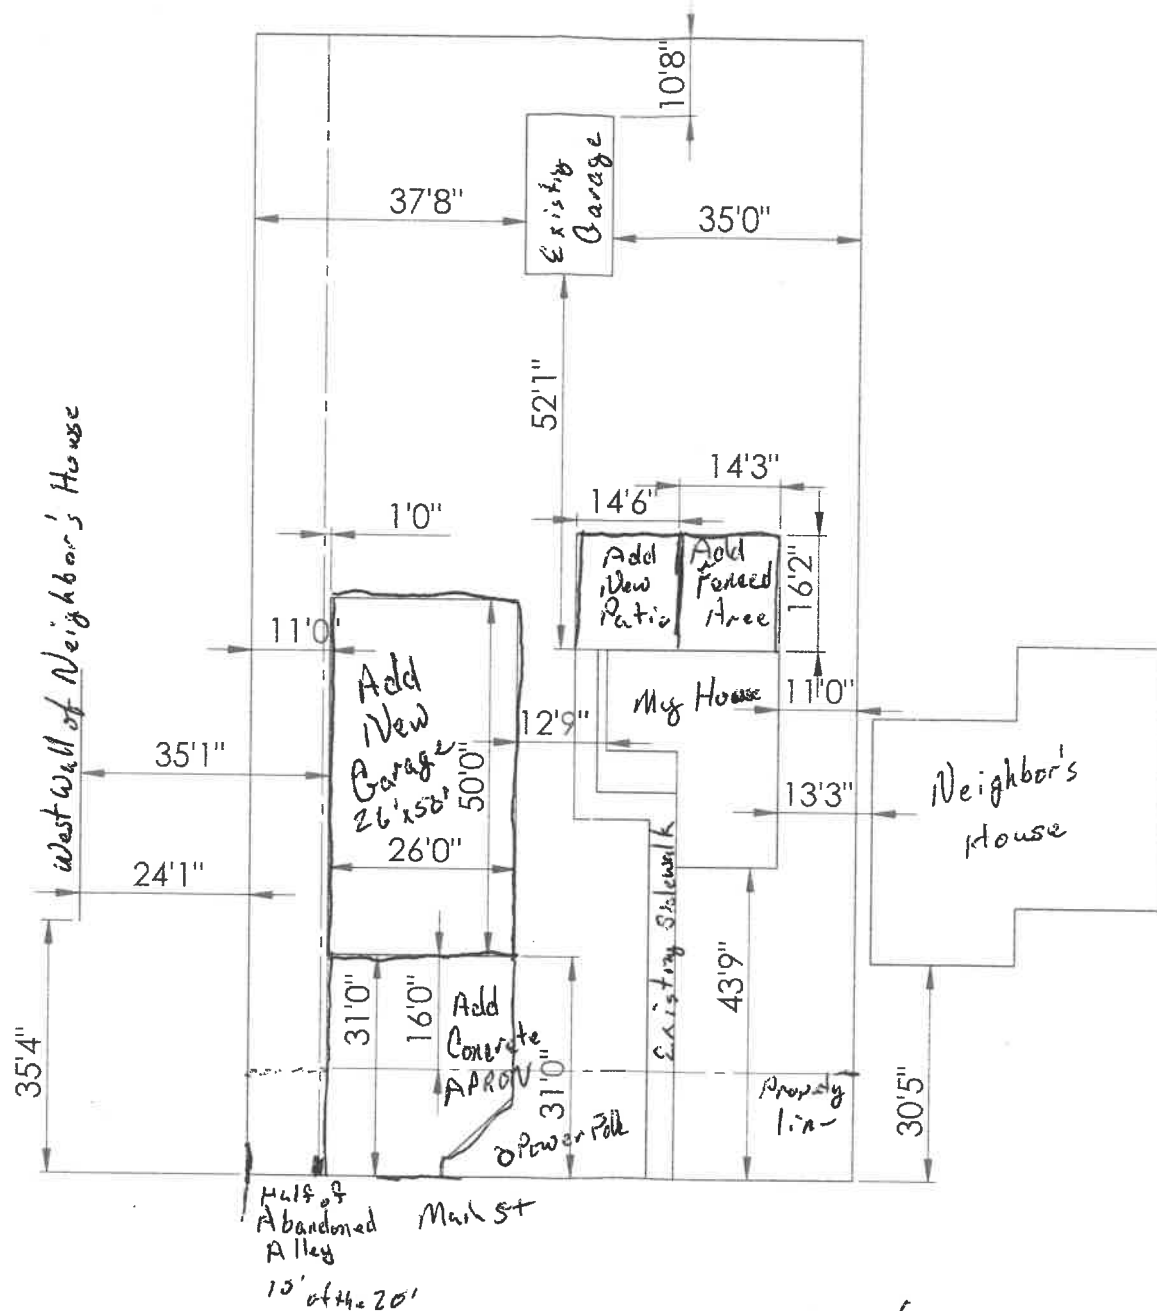 10'8"
Existing
Garage
37'8"
35'0"
52'1"
14'3"
14'6"
1'0"
Add
New
Patio
Add
Fenced
Area
16'2"
West Wall of Neighbor's House
11'0"
Add
New
Garage
26'x50'
50'0"
12'9"
My House
11'0"
35'1"
13'3"
Neighbor's
House
26'0"
24'1"
Existing Sidewalk
43'9"
31'0"
16'0"
Add
Concrete
APRON
31'0"
35'4"
Property
line
30'5"
Power Pole
Half of
Abandoned
Alley
of the 20'
St